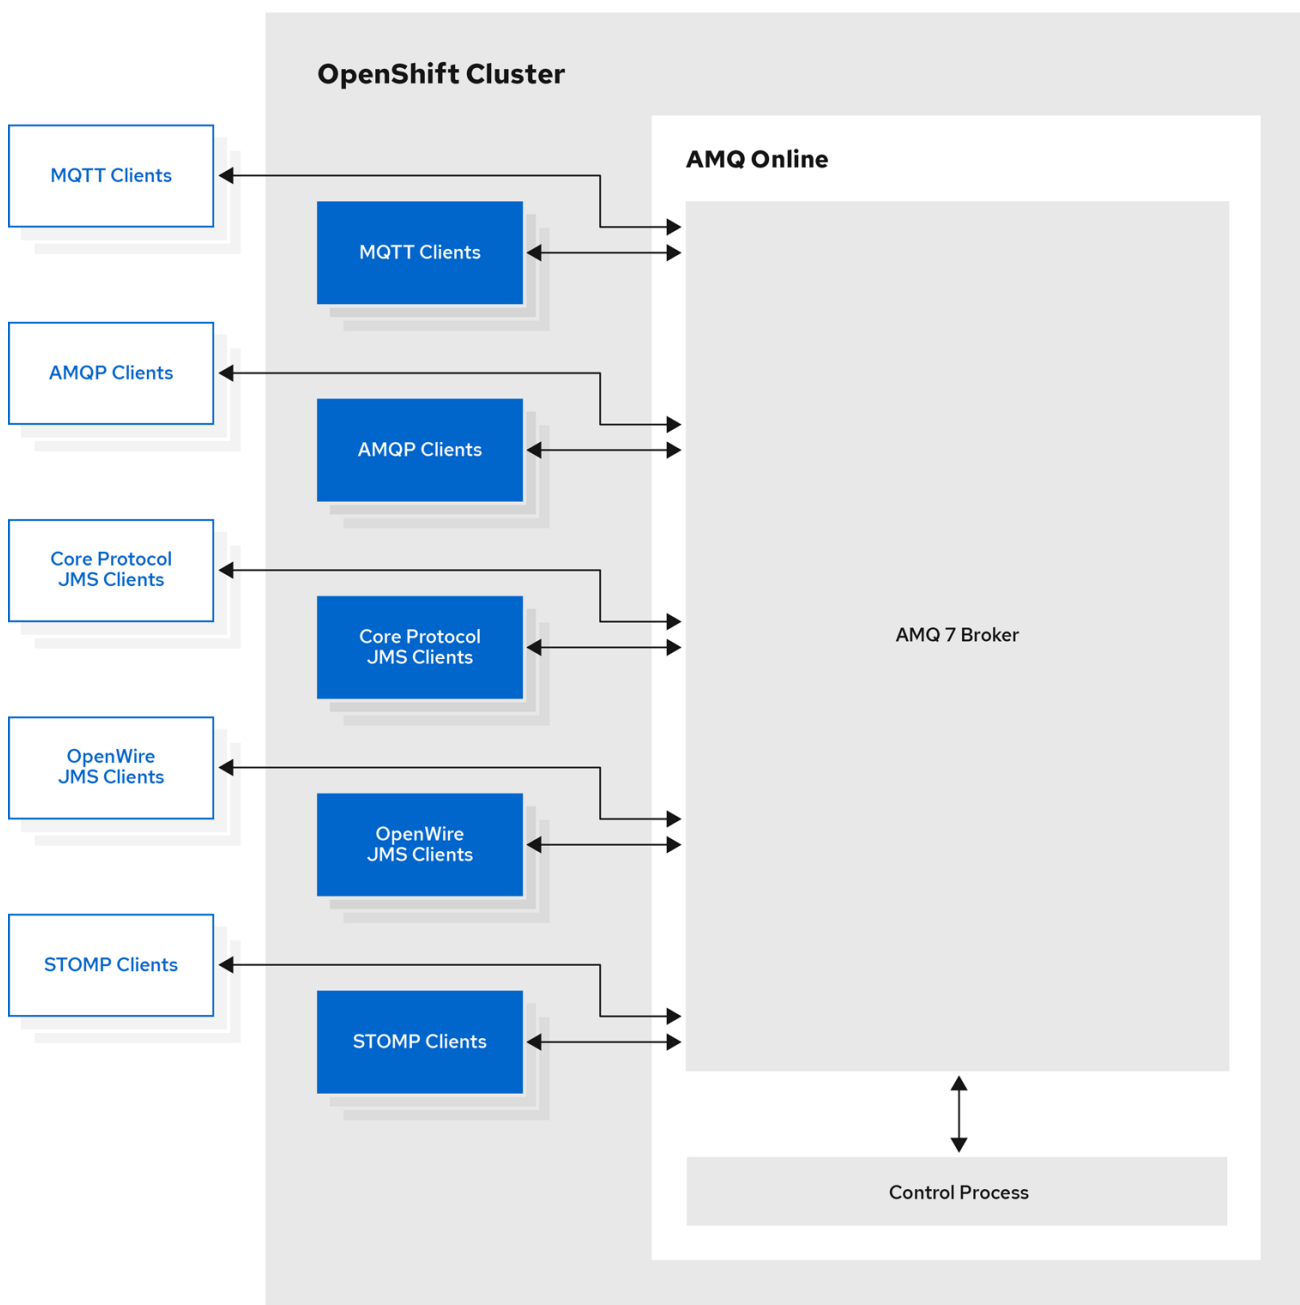 OpenShift Cluster
AMQ Online
MQTT Clients
MQTT Clients
AMQP Clients
AMQP Clients
Core Protocol
JMS Clients
Core Protocol
JMS Clients
AMQ 7 Broker
OpenWire
JMS Clients
OpenWire
JMS Clients
STOMP Clients
STOMP Clients
Control Process